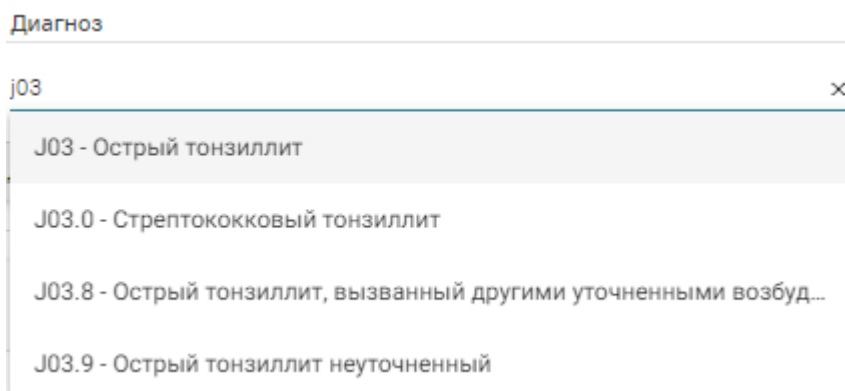 Диагноз
j03
J03 - Острый тонзиллит
J03.0 - Стрептококковый тонзиллит
J03.8 - Острый тонзиллит, вызванный другими уточненными возбуд...
J03.9 - Острый тонзиллит неуточненный